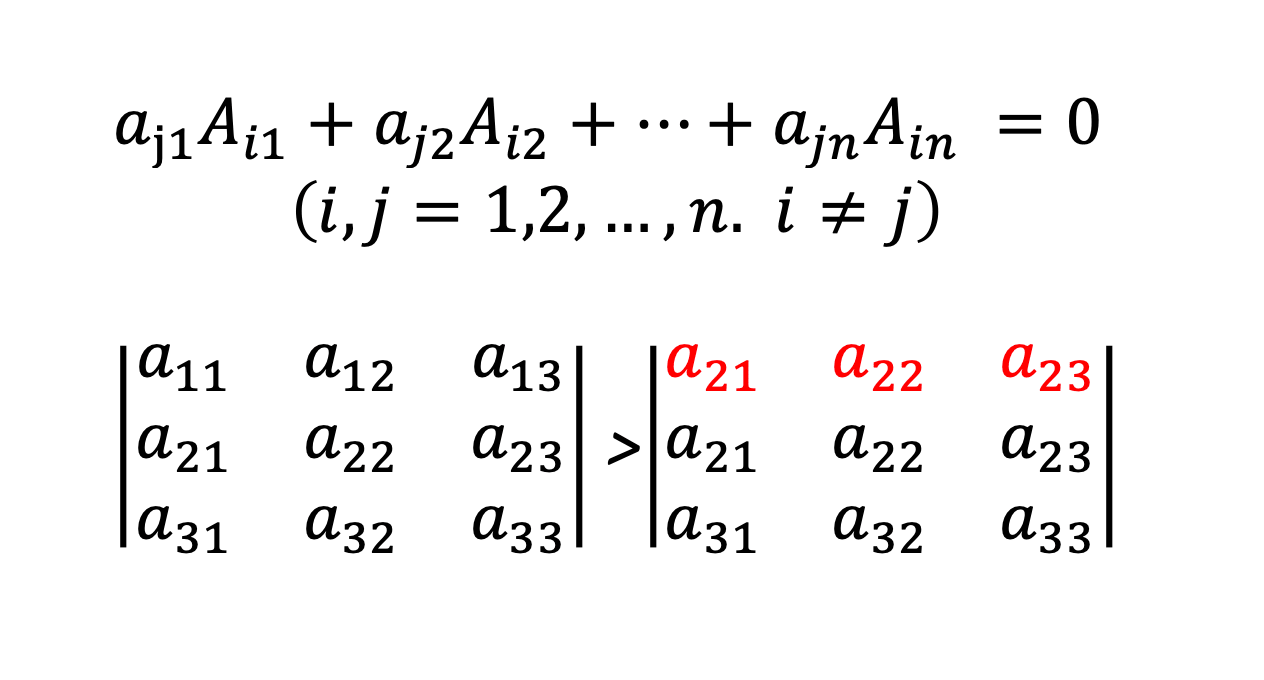 a_{j1}A_{i1} + a_{j2}A_{i2} + ⋯ + a_{jn}A_{in} = 0
(i, j = 1,2, … , n. i ≠ j)
|a_{11} a_{12} a_{13}| |a_{21} a_{22} a_{23}|
|a_{21} a_{22} a_{23}| > |a_{21} a_{22} a_{23}|
|a_{31} a_{32} a_{33}| |a_{31} a_{32} a_{33}|